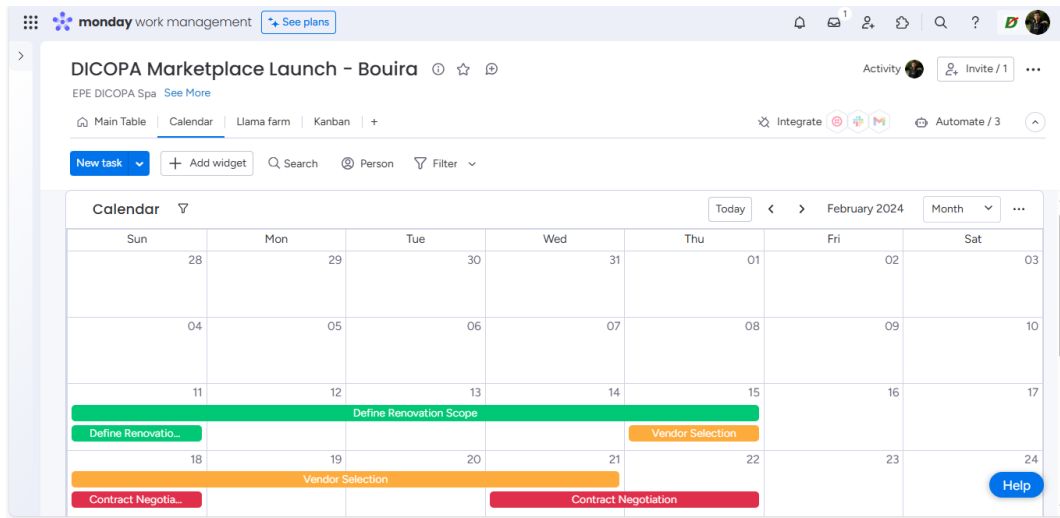 monday work management See plans 1
DICOPA Marketplace Launch - Bouira Activity Invite / 1
EPE DICOPA Spa See More
Main Table Calendar Llama farm Kanban + Integrate Automate / 3
New task Add widget Search Person Filter
Calendar Today February 2024 Month
Sun Mon Tue Wed Thu Fri Sat
28 29 30 31 01 02 03
04 05 06 07 08 09 10
11 12 13 14 15 16 17
Define Renovation Scope
Define Renovatio... Vendor Selection
18 19 20 21 22 23 24
Vendor Selection
Help
Contract Negotia... Contract Negotiation